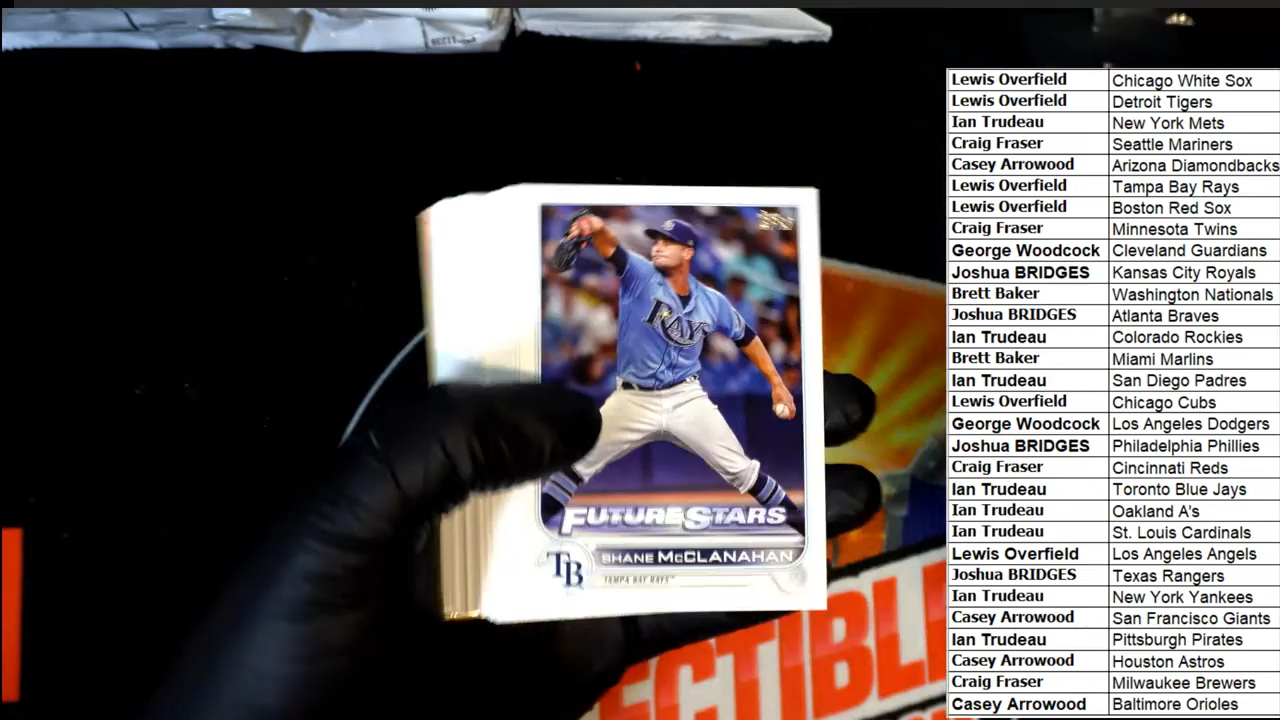 Lewis Overfield Chicago White Sox
Lewis Overfield Detroit Tigers
Ian Trudeau New York Mets
Craig Fraser Seattle Mariners
Casey Arrowood Arizona Diamondbacks
Lewis Overfield Tampa Bay Rays
Lewis Overfield Boston Red Sox
Craig Fraser Minnesota Twins
George Woodcock Cleveland Guardians
Joshua BRIDGES Kansas City Royals
Brett Baker Washington Nationals
Joshua BRIDGES Atlanta Braves
Ian Trudeau Colorado Rockies
Brett Baker Miami Marlins
Ian Trudeau San Diego Padres
Lewis Overfield Chicago Cubs
George Woodcock Los Angeles Dodgers
Joshua BRIDGES Philadelphia Phillies
Craig Fraser Cincinnati Reds
Ian Trudeau Toronto Blue Jays
Ian Trudeau Oakland A's
Ian Trudeau St. Louis Cardinals
Lewis Overfield Los Angeles Angels
Joshua BRIDGES Texas Rangers
Ian Trudeau New York Yankees
Casey Arrowood San Francisco Giants
Ian Trudeau Pittsburgh Pirates
Casey Arrowood Houston Astros
Craig Fraser Milwaukee Brewers
Casey Arrowood Baltimore Orioles
RAYS
FUTURE STARS
TB
SHANE McCLANAHAN
TAMPA BAY RAYS™
ECTIBL